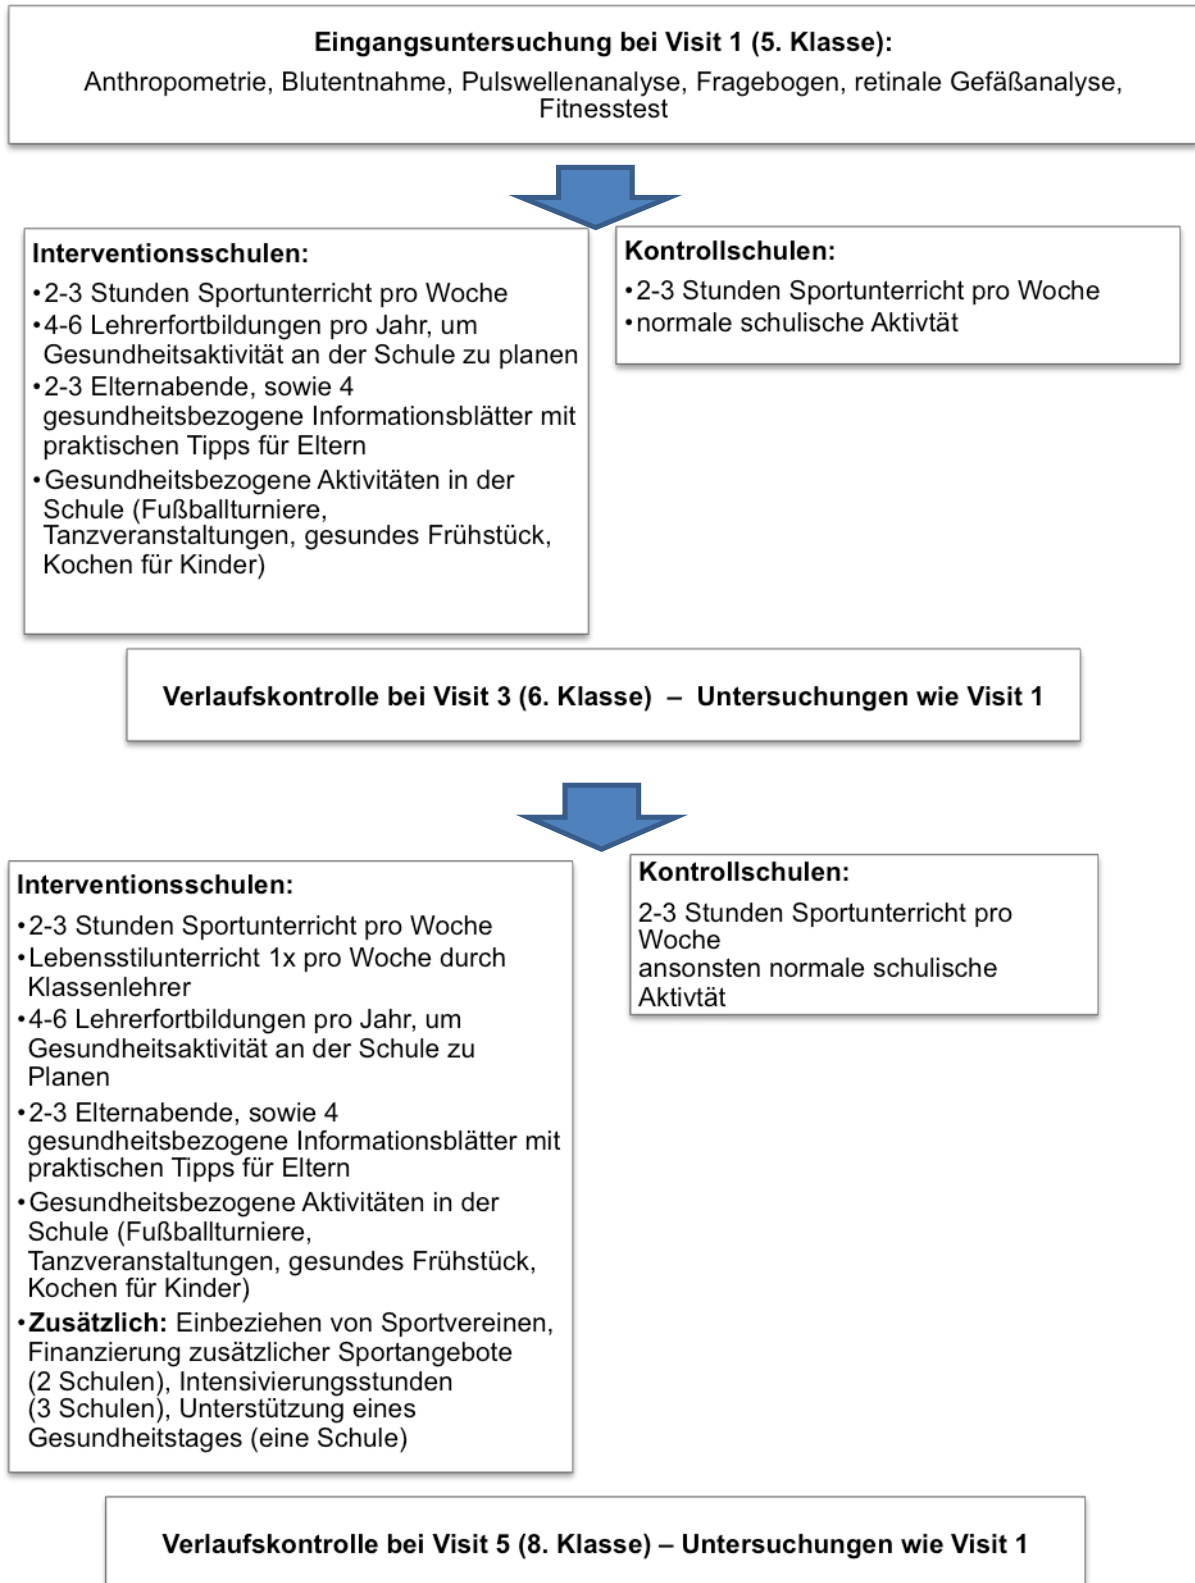 Eingangsuntersuchung bei Visit 1 (5. Klasse):
Anthropometrie, Blutentnahme, Pulswellenanalyse, Fragebogen, retinale Gefäßanalyse,
Fitnesstest
Interventionsschulen:
•2-3 Stunden Sportunterricht pro Woche
•4-6 Lehrerfortbildungen pro Jahr, um
Gesundheitsaktivität an der Schule zu planen
•2-3 Elternabende, sowie 4
gesundheitsbezogene Informationsblätter mit
praktischen Tipps für Eltern
•Gesundheitsbezogene Aktivitäten in der
Schule (Fußballturniere,
Tanzveranstaltungen, gesundes Frühstück,
Kochen für Kinder)
Kontrollschulen:
•2-3 Stunden Sportunterricht pro Woche
•normale schulische Aktivtät
Verlaufskontrolle bei Visit 3 (6. Klasse) – Untersuchungen wie Visit 1
Interventionsschulen:
•2-3 Stunden Sportunterricht pro Woche
•Lebensstilunterricht 1x pro Woche durch
Klassenlehrer
•4-6 Lehrerfortbildungen pro Jahr, um
Gesundheitsaktivität an der Schule zu
Planen
•2-3 Elternabende, sowie 4
gesundheitsbezogene Informationsblätter mit
praktischen Tipps für Eltern
•Gesundheitsbezogene Aktivitäten in der
Schule (Fußballturniere,
Tanzveranstaltungen, gesundes Frühstück,
Kochen für Kinder)
•Zusätzlich: Einbeziehen von Sportvereinen,
Finanzierung zusätzlicher Sportangebote
(2 Schulen), Intensivierungsstunden
(3 Schulen), Unterstützung eines
Gesundheitstages (eine Schule)
Kontrollschulen:
2-3 Stunden Sportunterricht pro
Woche
ansonsten normale schulische
Aktivtät
Verlaufskontrolle bei Visit 5 (8. Klasse) – Untersuchungen wie Visit 1